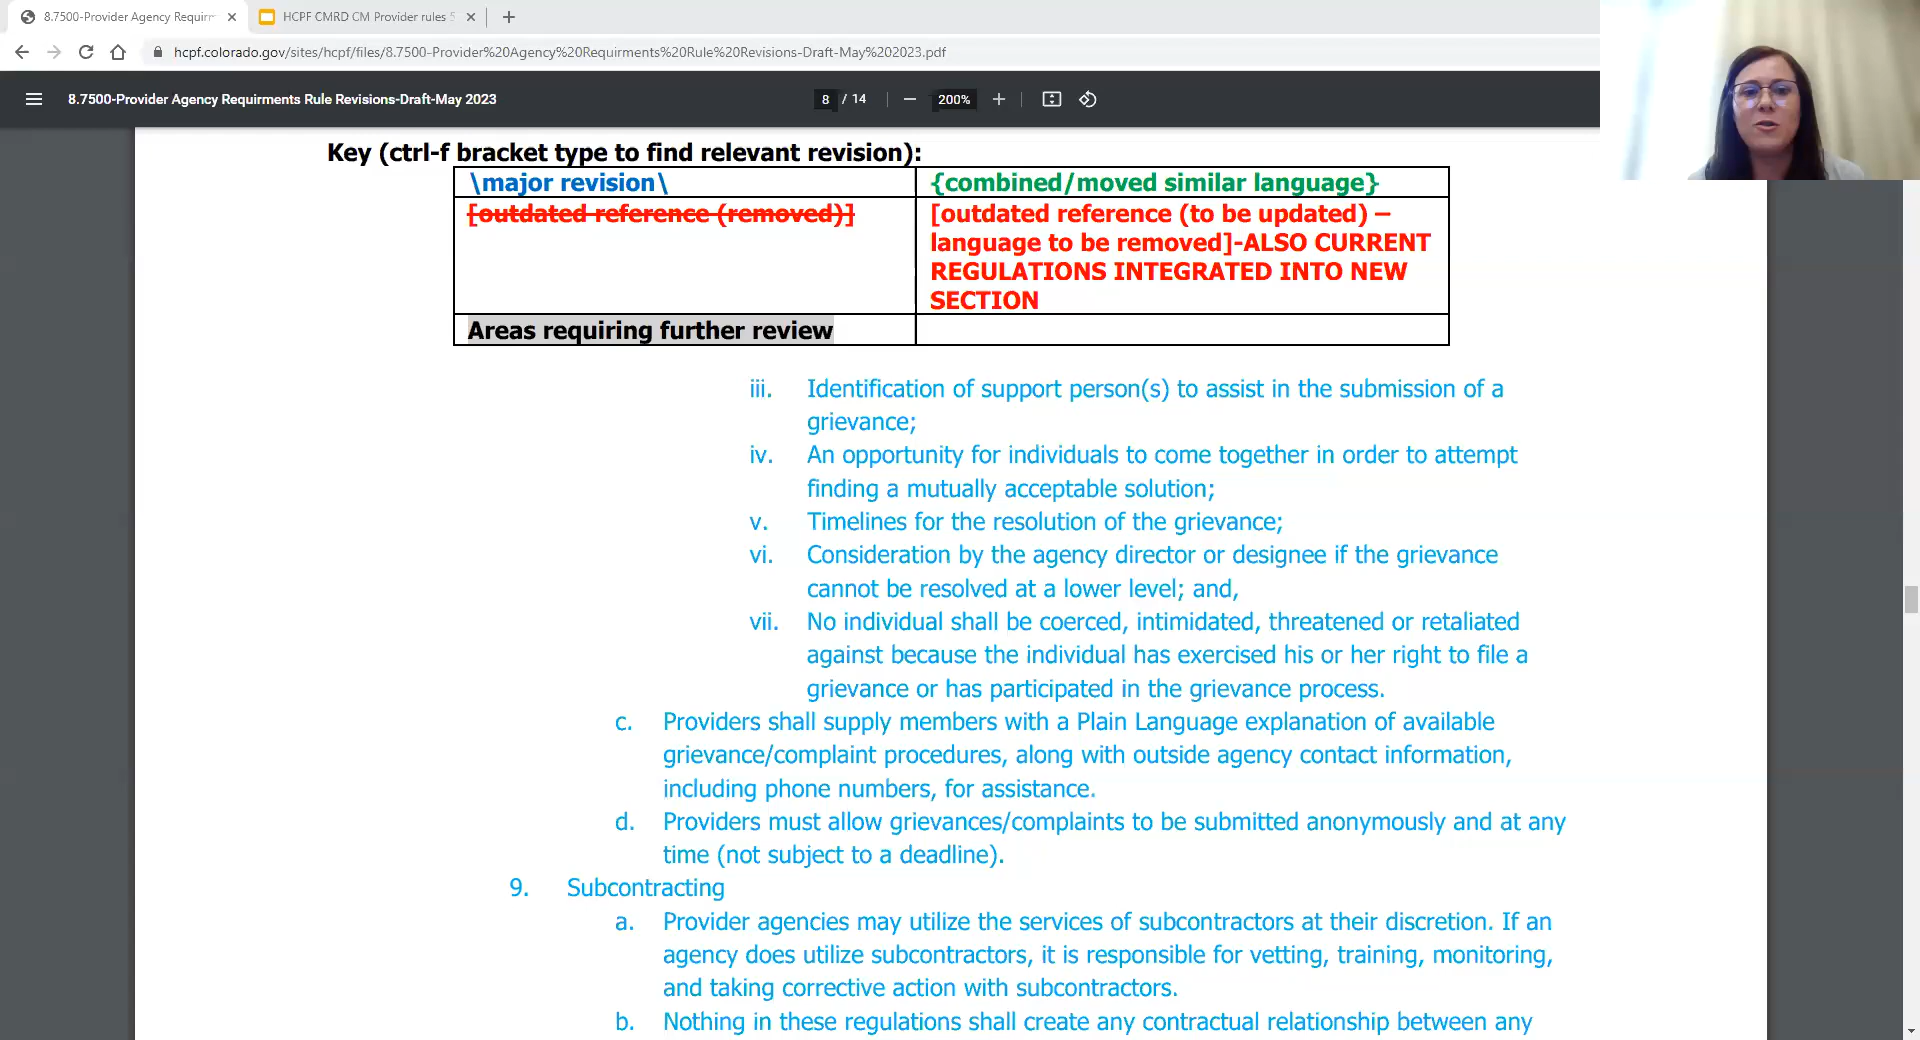 8.7500-Provider Agency Requirm
HCPF CMRD CM Provider rules 5
hcpf.colorado.gov/sites/hcpf/files/8.7500-Provider%20Agency%20Requirments%20Rule%20Revisions-Draft-May%202023.pdf
8.7500-Provider Agency Requirments Rule Revisions-Draft-May 2023
8 / 14
200%
Key (ctrl-f bracket type to find relevant revision):
\major revision\
{combined/moved similar language}
[outdated reference (removed)]
[outdated reference (to be updated) –
language to be removed]-ALSO CURRENT
REGULATIONS INTEGRATED INTO NEW
SECTION
Areas requiring further review
iii. Identification of support person(s) to assist in the submission of a
grievance;
iv. An opportunity for individuals to come together in order to attempt
finding a mutually acceptable solution;
v. Timelines for the resolution of the grievance;
vi. Consideration by the agency director or designee if the grievance
cannot be resolved at a lower level; and,
vii. No individual shall be coerced, intimidated, threatened or retaliated
against because the individual has exercised his or her right to file a
grievance or has participated in the grievance process.
c. Providers shall supply members with a Plain Language explanation of available
grievance/complaint procedures, along with outside agency contact information,
including phone numbers, for assistance.
d. Providers must allow grievances/complaints to be submitted anonymously and at any
time (not subject to a deadline).
9. Subcontracting
a. Provider agencies may utilize the services of subcontractors at their discretion. If an
agency does utilize subcontractors, it is responsible for vetting, training, monitoring,
and taking corrective action with subcontractors.
b. Nothing in these regulations shall create any contractual relationship between any